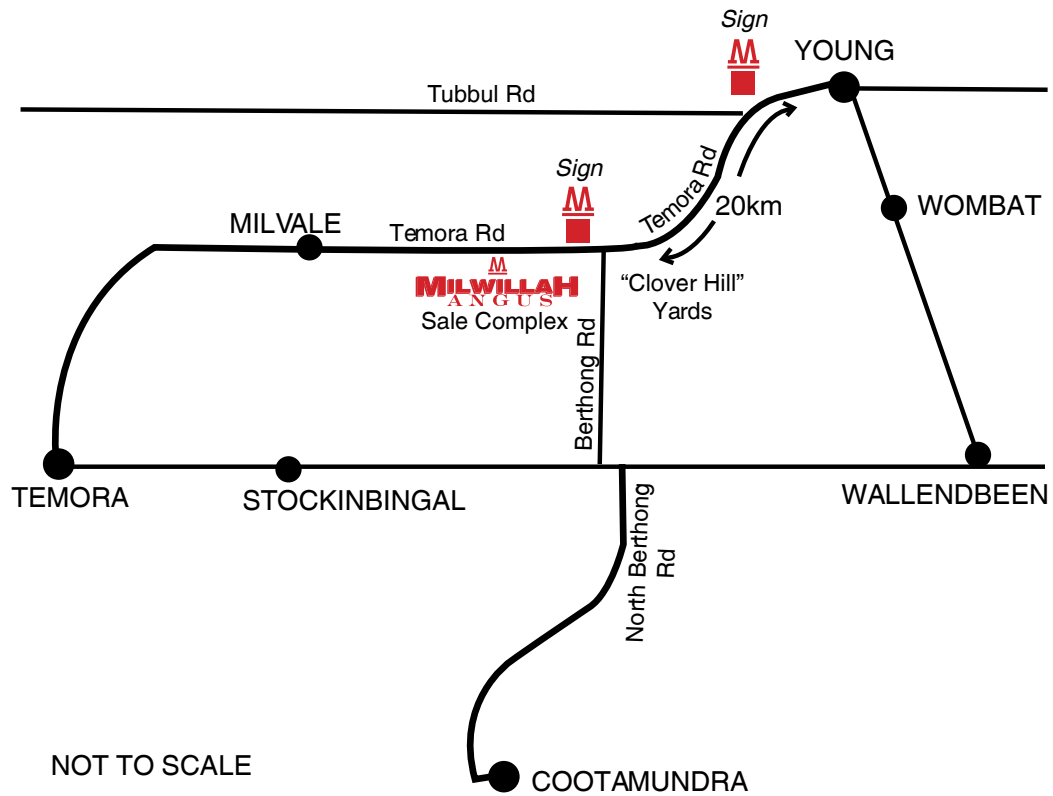 Sign
M
YOUNG
Tubbul Rd
Sign
M
Temora Rd
20km
WOMBAT
MILVALE
Temora Rd
M
MILWILLAH
ANGUS
Sale Complex
“Clover Hill”
Yards
Berthong Rd
TEMORA
STOCKINBINGAL
WALLENDBEEN
North Berthong
Rd
NOT TO SCALE
COOTAMUNDRA